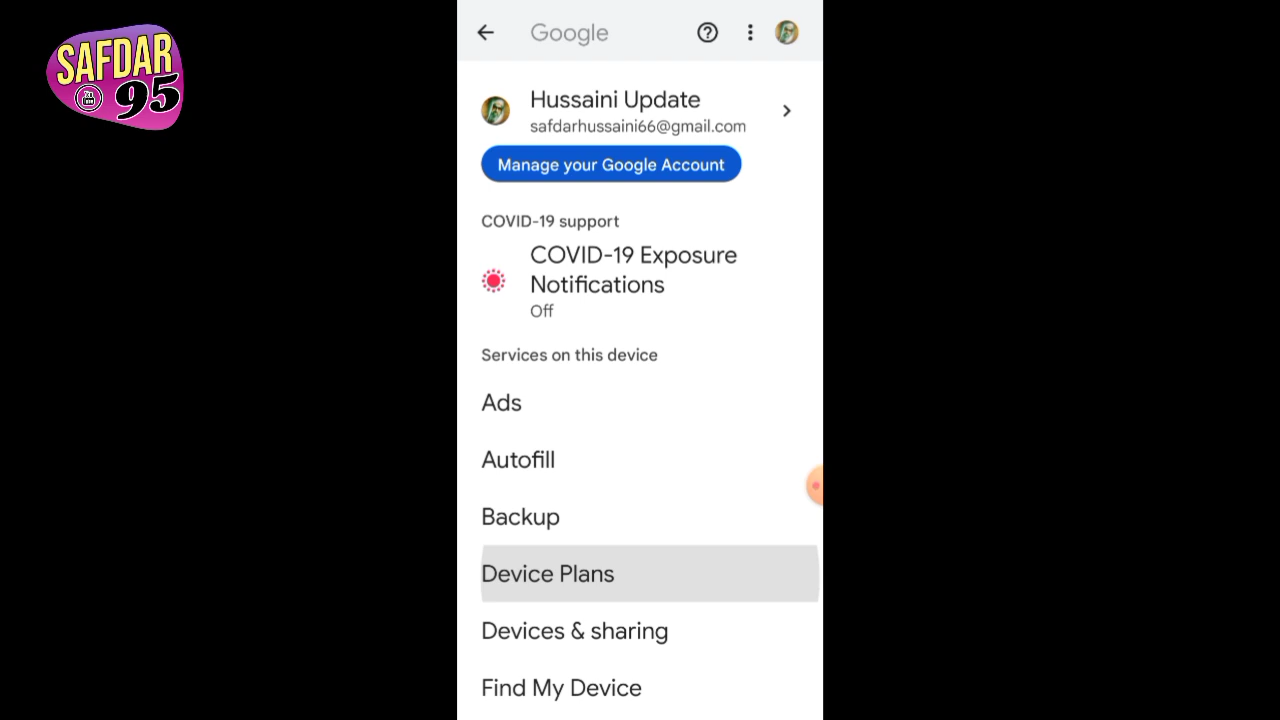 SAFDAR
95
Google
Hussaini Update
safdarhussaini66@gmail.com
Manage your Google Account
COVID-19 support
COVID-19 Exposure
Notifications
Off
Services on this device
Ads
Autofill
Backup
Device Plans
Devices & sharing
Find My Device